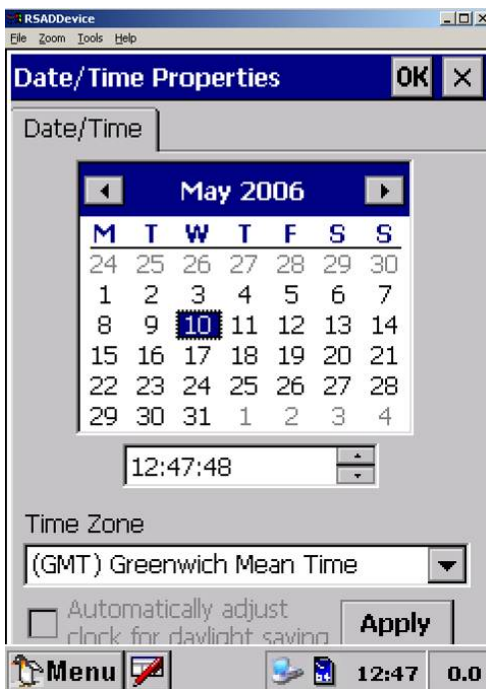 RSADDevice
File Zoom Tools Help
Date/Time Properties OK
Date/Time
May 2006
M T W T F S S
24 25 26 27 28 29 30
1 2 3 4 5 6 7
8 9 10 11 12 13 14
15 16 17 18 19 20 21
22 23 24 25 26 27 28
29 30 31 1 2 3 4
12:47:48
Time Zone
(GMT) Greenwich Mean Time
Automatically adjust
clock for daylight saving
Apply
Menu 12:47 0.0